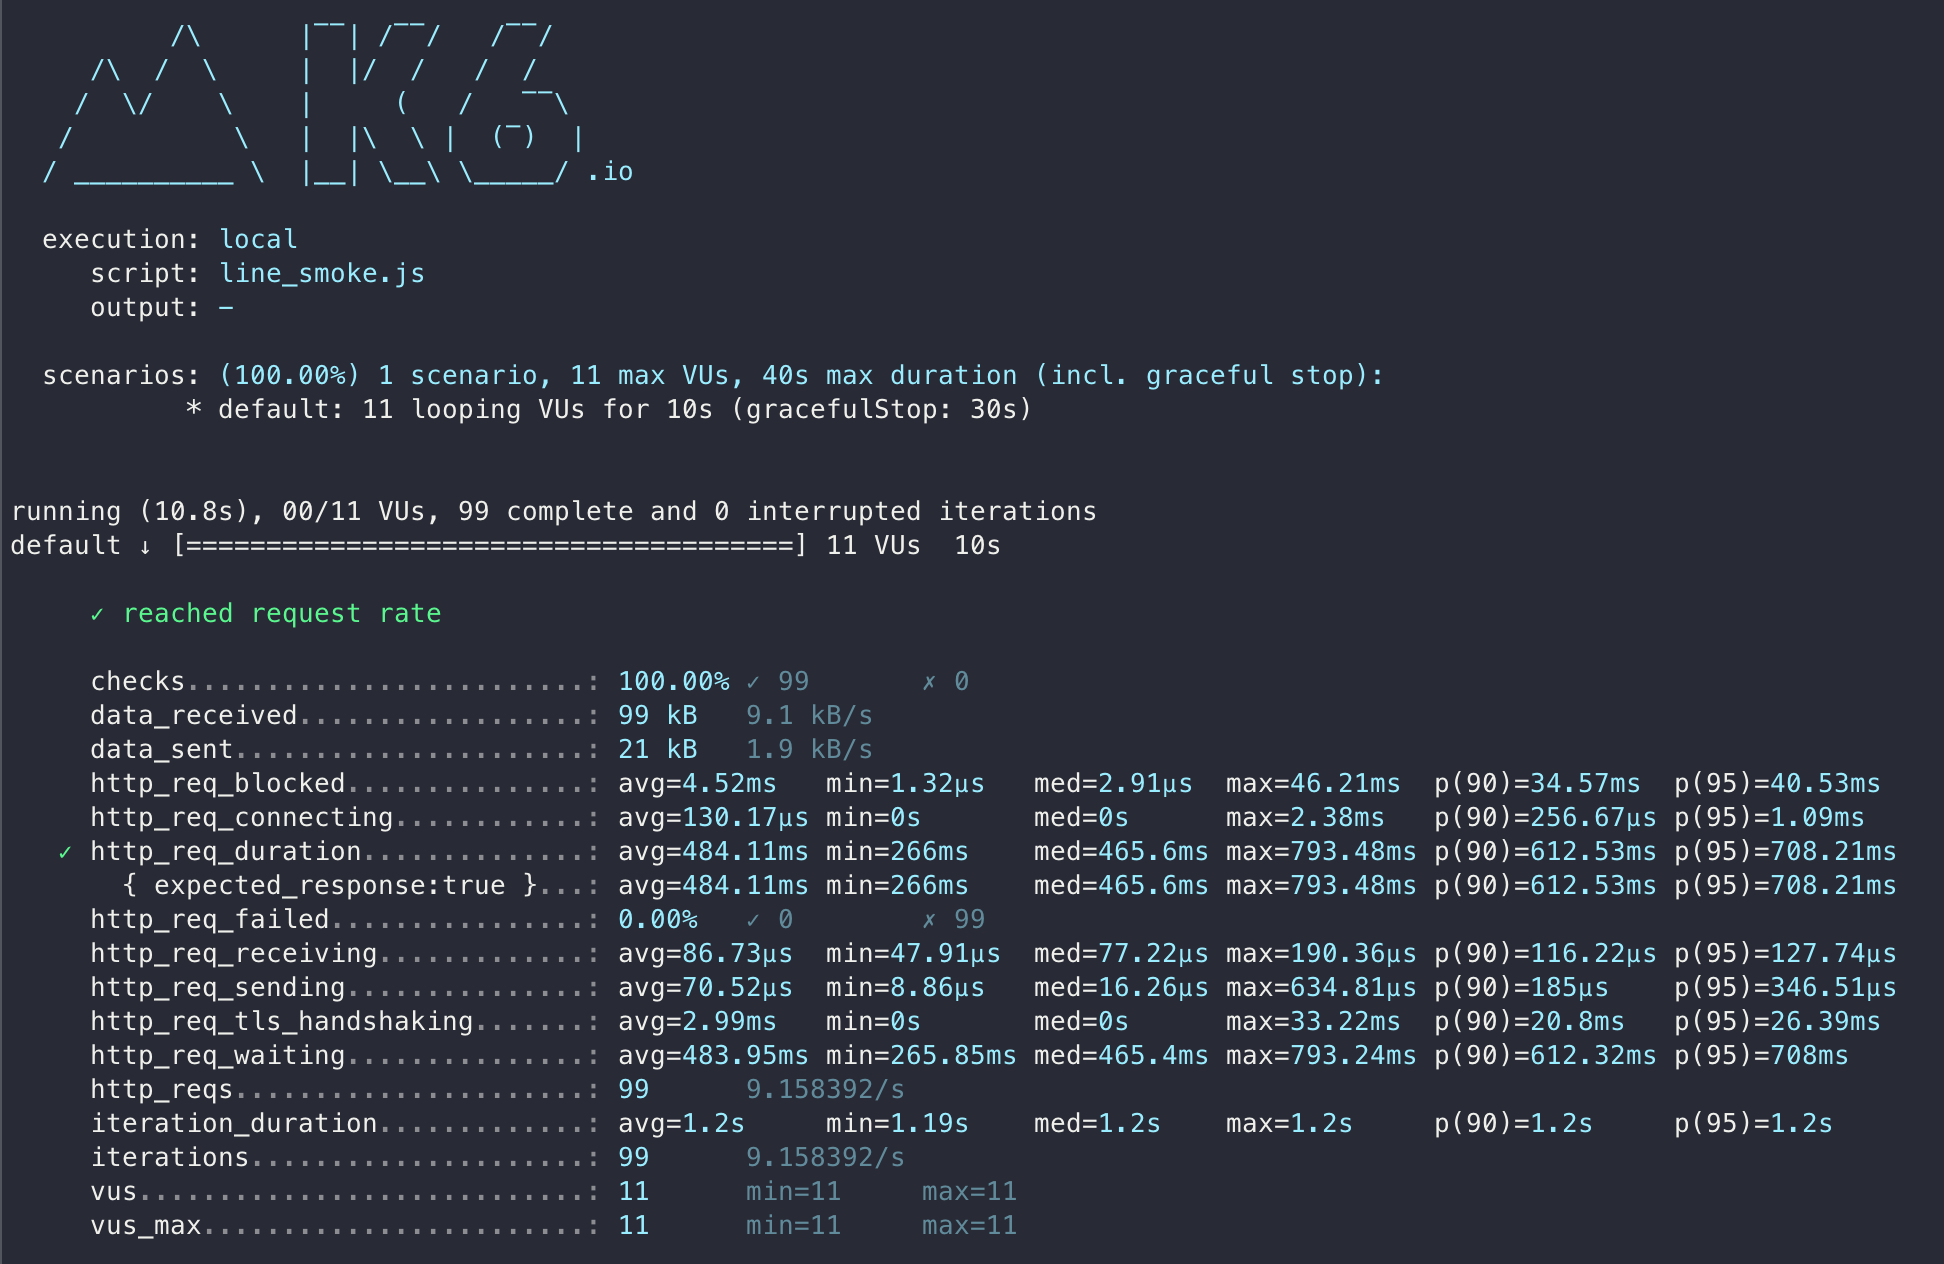 /\      |‾‾| /‾‾/   /‾‾/
     /\  /  \     |  |/  /   /  /
    /  \/    \    |     (   /   ‾‾\
   /          \   |  |\  \ |  (‾)  |
  / __________ \  |__| \__\ \_____/ .io
execution: local
script: line_smoke.js
output: -
scenarios: (100.00%) 1 scenario, 11 max VUs, 40s max duration (incl. graceful stop):
* default: 11 looping VUs for 10s (gracefulStop: 30s)
running (10.8s), 00/11 VUs, 99 complete and 0 interrupted iterations
default ↓ [======================================] 11 VUs  10s
✓ reached request rate
checks.........................: 100.00% ✓ 99       ✗ 0
data_received..................: 99 kB   9.1 kB/s
data_sent......................: 21 kB   1.9 kB/s
http_req_blocked...............: avg=4.52ms   min=1.32µs   med=2.91µs  max=46.21ms  p(90)=34.57ms  p(95)=40.53ms
http_req_connecting............: avg=130.17µs min=0s       med=0s      max=2.38ms   p(90)=256.67µs p(95)=1.09ms
✓ http_req_duration..............: avg=484.11ms min=266ms    med=465.6ms max=793.48ms p(90)=612.53ms p(95)=708.21ms
{ expected_response:true }...: avg=484.11ms min=266ms    med=465.6ms max=793.48ms p(90)=612.53ms p(95)=708.21ms
http_req_failed................: 0.00%   ✓ 0        ✗ 99
http_req_receiving.............: avg=86.73µs  min=47.91µs  med=77.22µs max=190.36µs p(90)=116.22µs p(95)=127.74µs
http_req_sending...............: avg=70.52µs  min=8.86µs   med=16.26µs max=634.81µs p(90)=185µs    p(95)=346.51µs
http_req_tls_handshaking.......: avg=2.99ms   min=0s       med=0s      max=33.22ms  p(90)=20.8ms   p(95)=26.39ms
http_req_waiting...............: avg=483.95ms min=265.85ms med=465.4ms max=793.24ms p(90)=612.32ms p(95)=708ms
http_reqs......................: 99      9.158392/s
iteration_duration.............: avg=1.2s     min=1.19s    med=1.2s    max=1.2s     p(90)=1.2s     p(95)=1.2s
iterations.....................: 99      9.158392/s
vus............................: 11      min=11     max=11
vus_max........................: 11      min=11     max=11